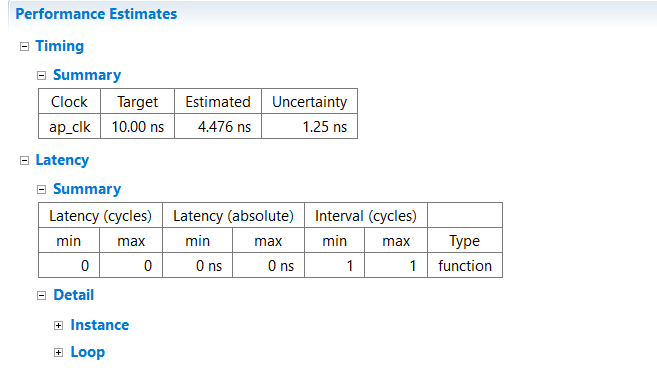 Performance Estimates
Timing
Summary
Clock Target Estimated Uncertainty
ap_clk 10.00 ns 4.476 ns 1.25 ns
Latency
Summary
Latency (cycles) Latency (absolute) Interval (cycles)
min max min max min max Type
0 0 0 ns 0 ns 1 1 function
Detail
Instance
Loop